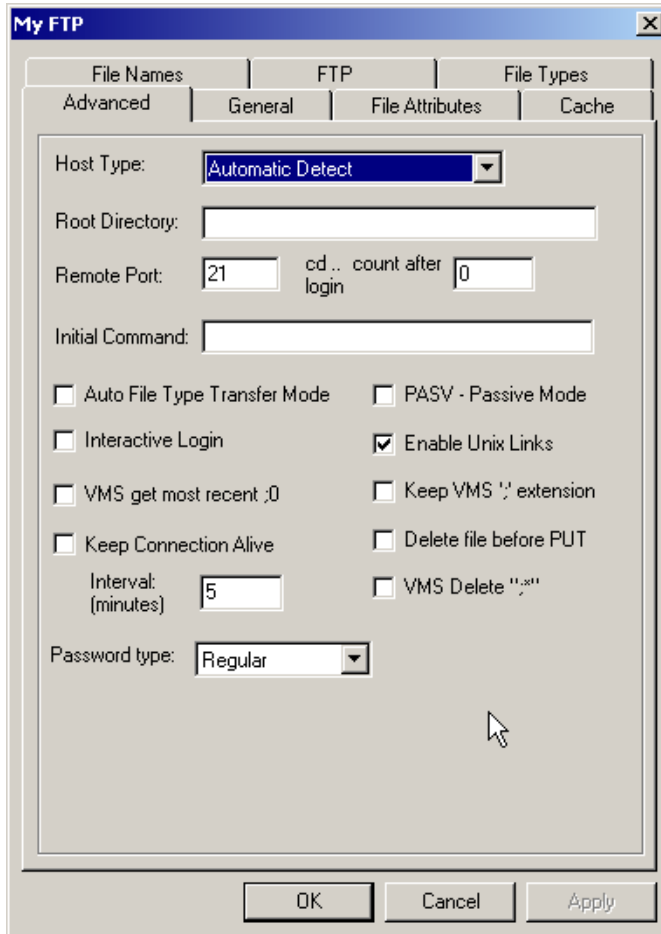 My FTP
File Names FTP File Types
Advanced General File Attributes Cache
Host Type: Automatic Detect
Root Directory:
Remote Port: 21 cd .. count after login 0
Initial Command:
Auto File Type Transfer Mode PASV - Passive Mode
Interactive Login Enable Unix Links
VMS get most recent ;0 Keep VMS ';' extension
Keep Connection Alive Delete file before PUT
Interval: (minutes) 5 VMS Delete ";*"
Password type: Regular
OK Cancel Apply